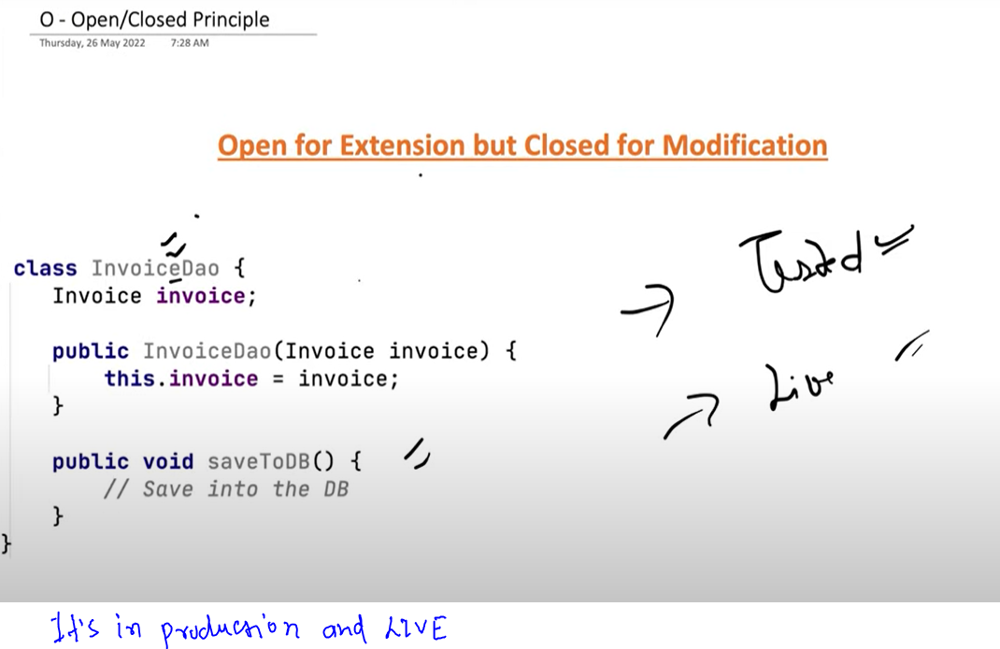 O - Open/Closed Principle
Thursday, 26 May 2022 7:28 AM
Open for Extension but Closed for Modification
class InvoiceDao {
Invoice invoice;
public InvoiceDao(Invoice invoice) {
this.invoice = invoice;
}
public void saveToDB() {
// Save into the DB
}
}
Tested
Live
It's in production and LIVE